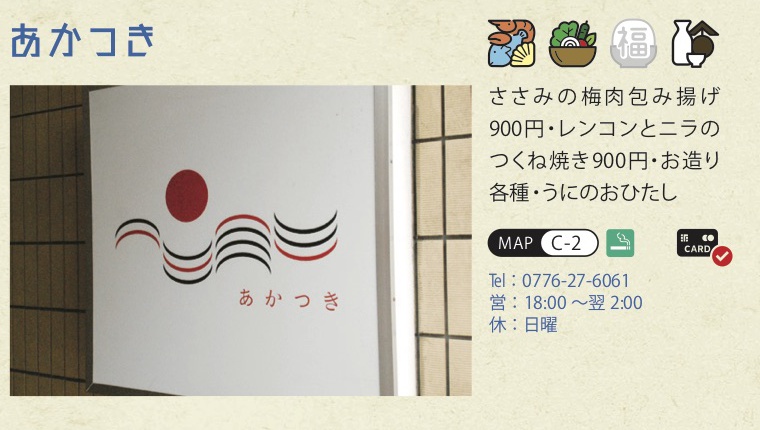 あかつき
福
ささみの梅肉包み揚げ
900円・レンコンとニラの
つくね焼き900円・お造り
各種・うにのおひたし
MAP C-2
CARD
Tel：0776-27-6061
営：18:00 〜翌 2:00
休：日曜
あかつき